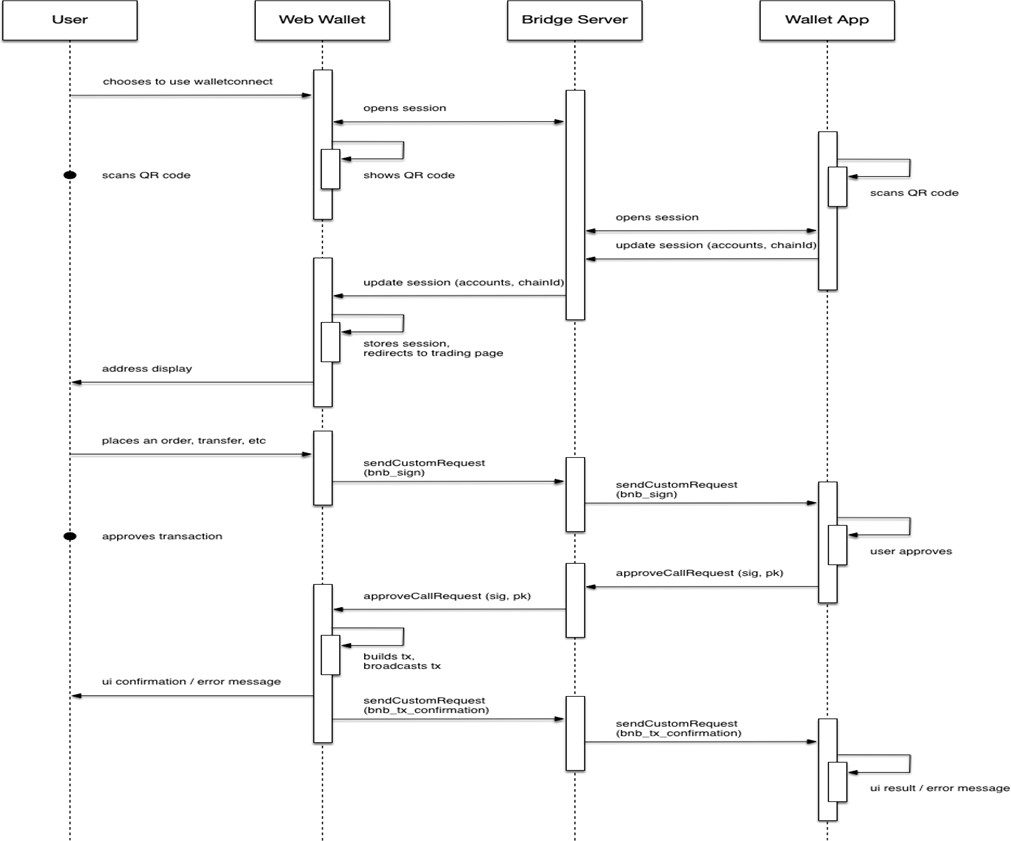 User
Web Wallet
Bridge Server
Wallet App
chooses to use walletconnect
opens session
scans QR code
shows QR code
scans QR code
opens session
update session (accounts, chainId)
update session (accounts, chainId)
stores session,
redirects to trading page
address display
places an order, transfer, etc
sendCustomRequest
(bnb_sign)
sendCustomRequest
(bnb_sign)
approves transaction
user approves
approveCallRequest (sig, pk)
approveCallRequest (sig, pk)
builds tx,
broadcasts tx
ui confirmation / error message
sendCustomRequest
(bnb_tx_confirmation)
sendCustomRequest
(bnb_tx_confirmation)
ui result / error message